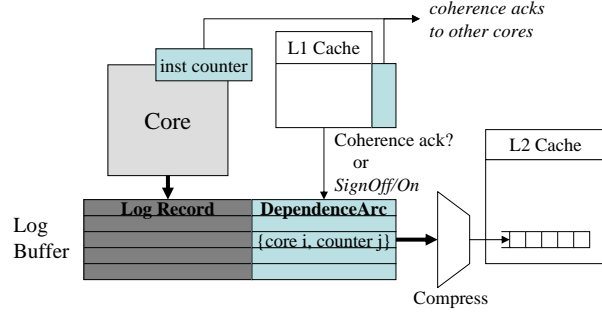 coherence acks
to other cores
inst counter
L1 Cache
Core
Coherence ack?
or
SignOff/On
L2 Cache
Log Record
DependenceArc
Log
Buffer
{core i, counter j}
Compress